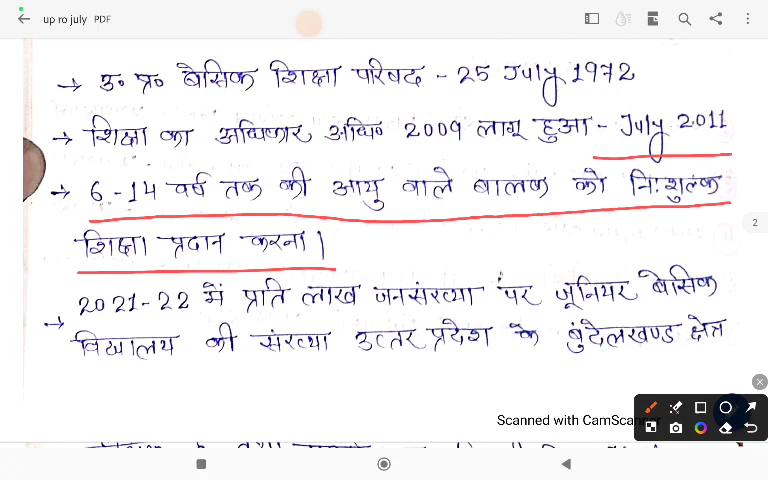 up ro july PDF
→ उ० प्र० बेसिक शिक्षा परिषद - 25 July 1972
→ शिक्षा का अधिकार अधि० 2009 लागू हुआ - July 2011
→ 6-14 वर्ष तक की आयु वाले बालक को निःशुल्क
शिक्षा प्रदान करना।
→ 2021-22 में प्रति लाख जनसंख्या पर जूनियर बेसिक
विद्यालय की संख्या उत्तर प्रदेश के बुंदेलखण्ड क्षेत्र
2
Scanned with CamScanner